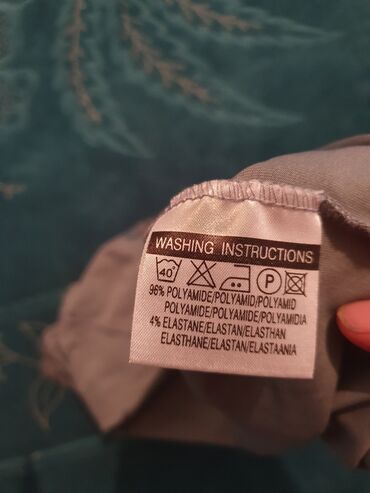 WASHING INSTRUCTIONS
40° P
96% POLYAMIDE/POLYAMID/POLYAMID
POLYAMIDE/POLYAMIDE/POLYAMIDIA
4% ELASTANE/ELASTAN/ELASTHAN
ELASTHANE/ELASTAN/ELASTAANIA